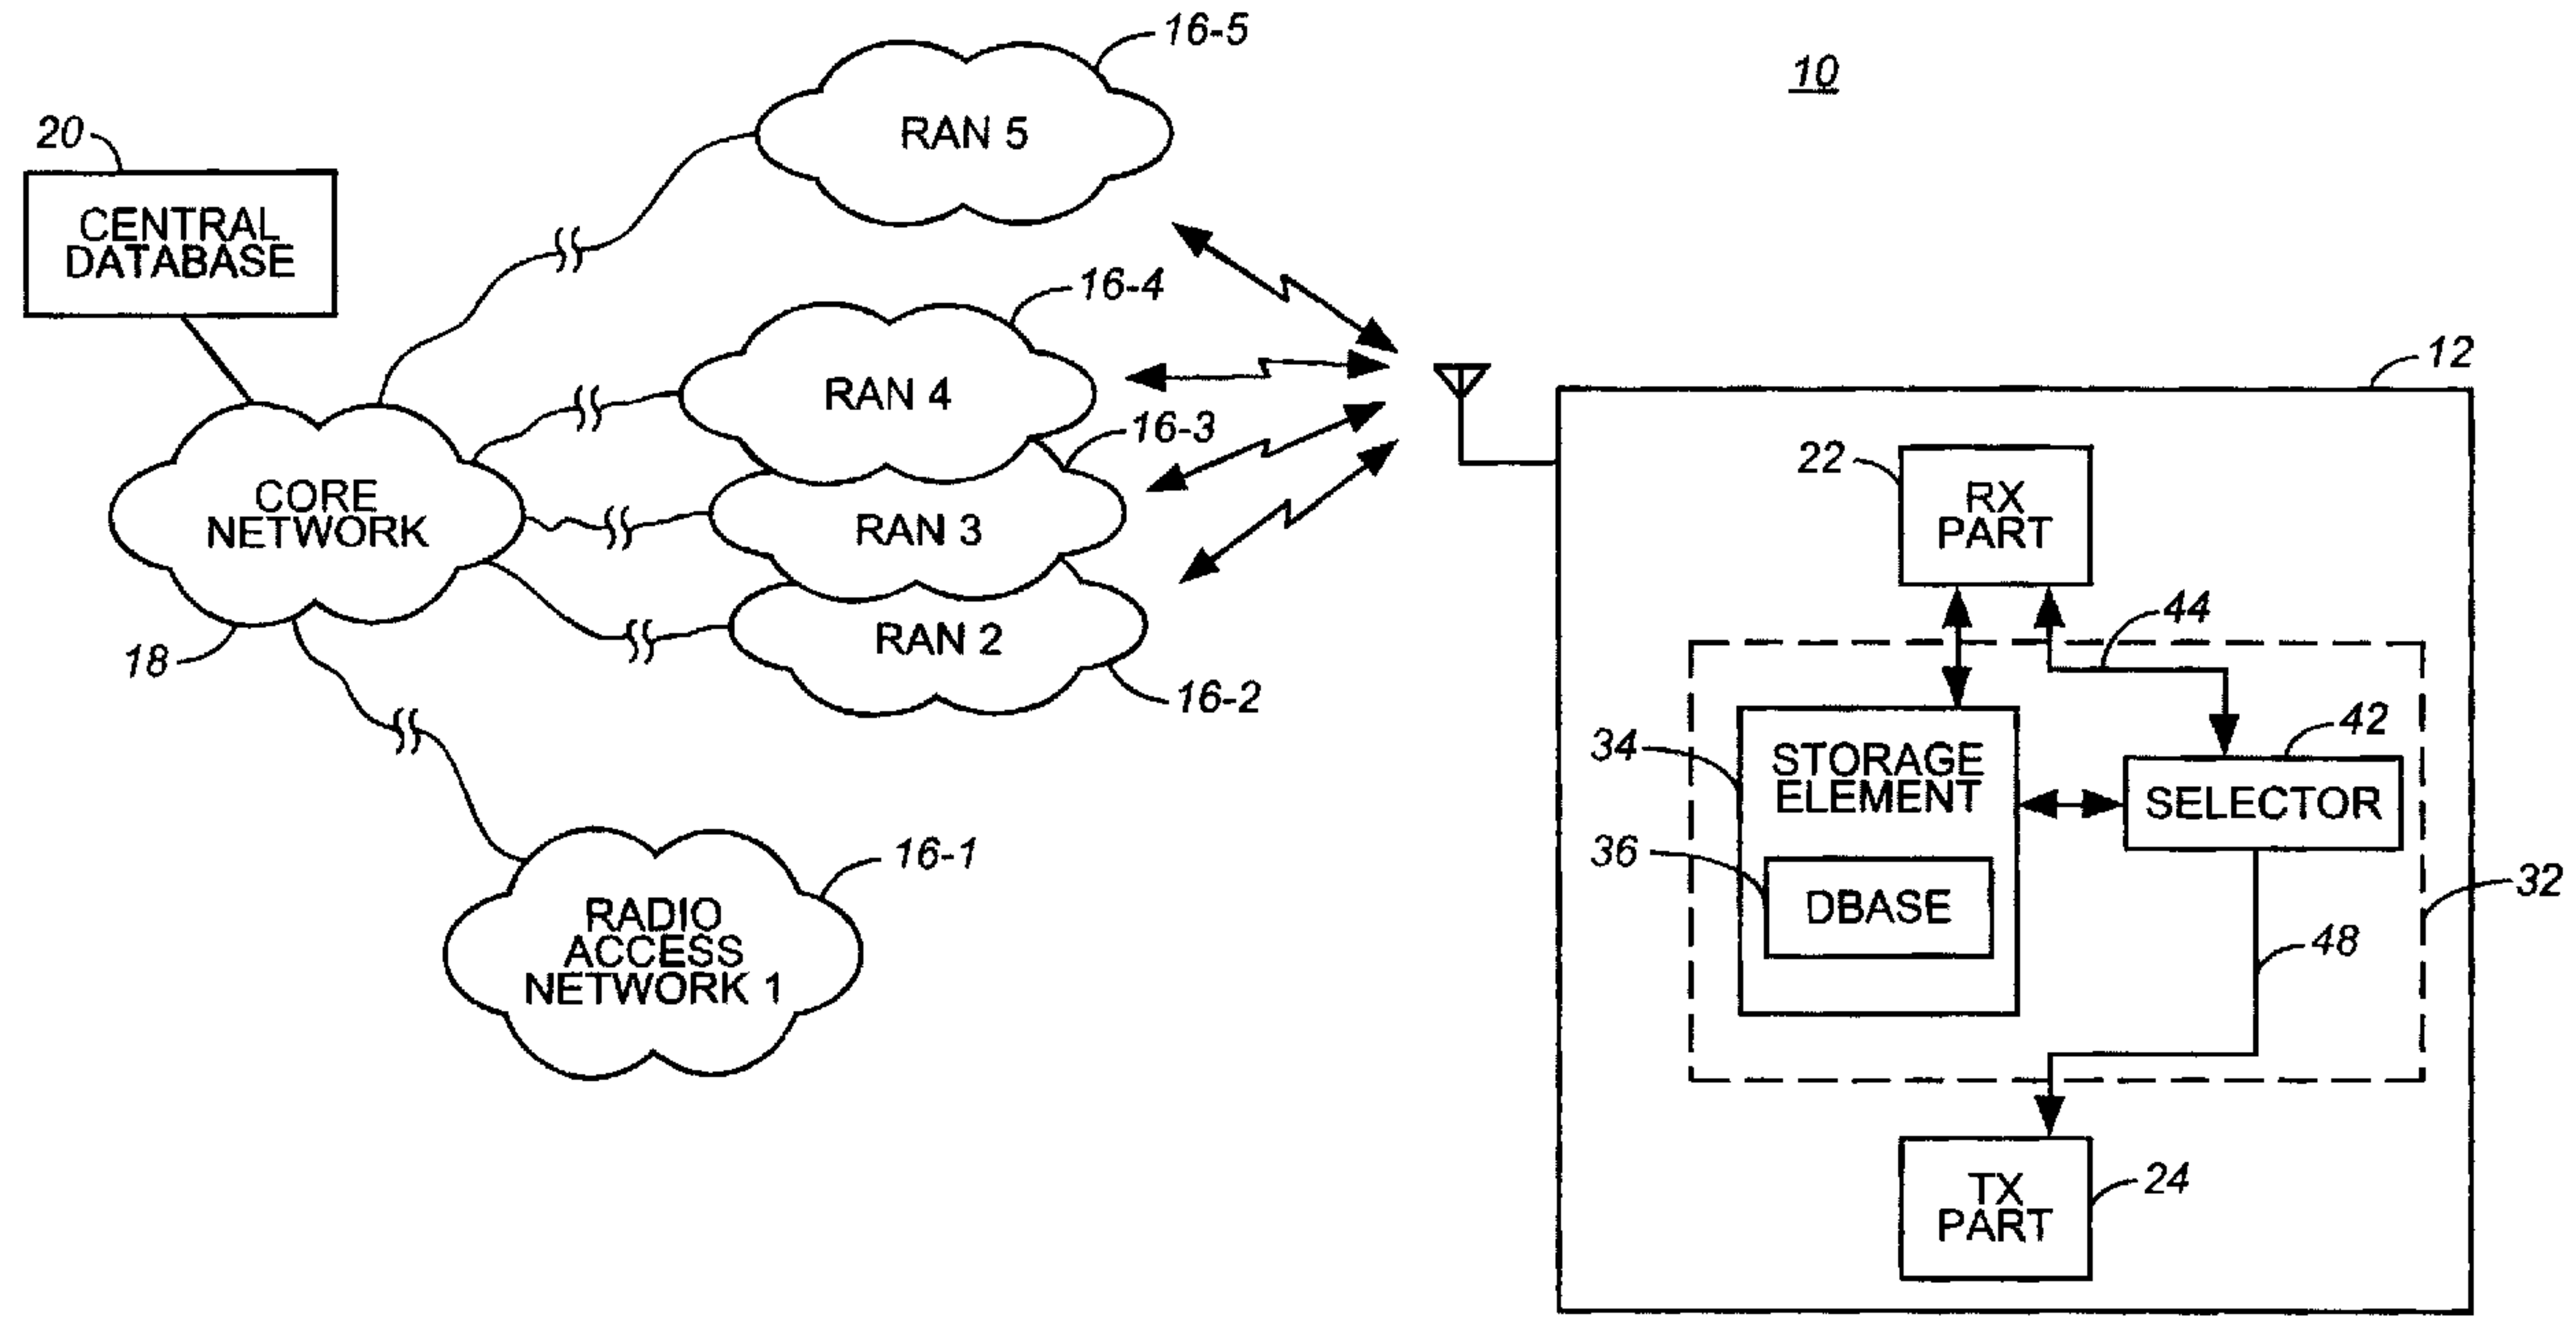 16-5
10
RAN 5
20
CENTRAL
DATABASE
16-4
RAN 4
12
16-3
22
RX
PART
CORE
NETWORK
RAN 3
44
18
RAN 2
16-2
42
34
STORAGE
ELEMENT
SELECTOR
36
DBASE
32
16-1
RADIO
ACCESS
NETWORK 1
48
TX
PART
24